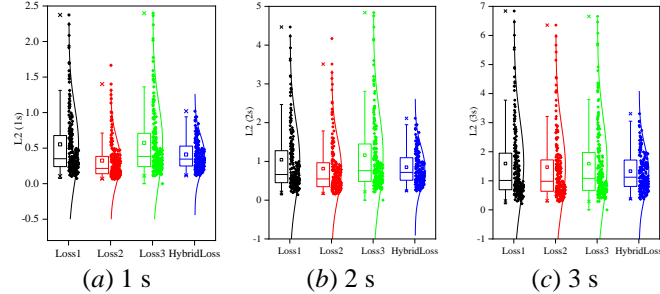 2.5
2.0
1.5
1.0
0.5
0.0
-0.5
L2 (1s)
Loss1 Loss2 Loss3 HybridLoss
(a) 1 s
5
4
3
2
1
0
-1
L2 (2s)
Loss1 Loss2 Loss3 HybridLoss
(b) 2 s
7
6
5
4
3
2
1
0
-1
L2 (3s)
Loss1 Loss2 Loss3 HybridLoss
(c) 3 s